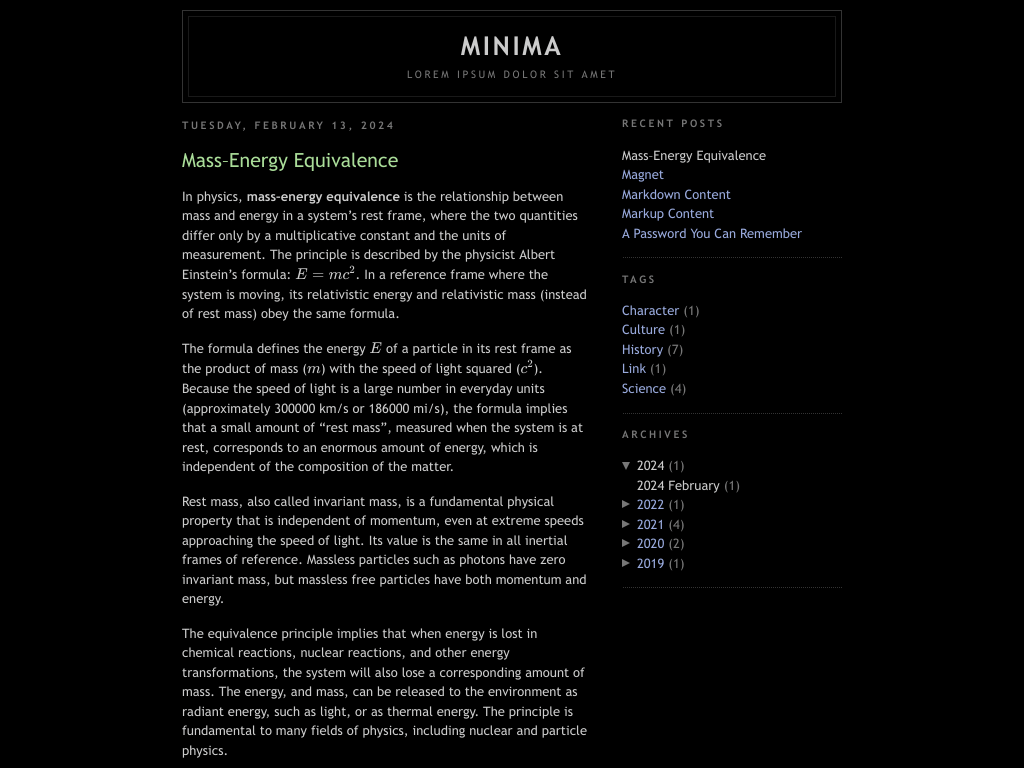 MINIMA
LOREM IPSUM DOLOR SIT AMET
TUESDAY, FEBRUARY 13, 2024
Mass-Energy Equivalence
In physics, mass-energy equivalence is the relationship between
mass and energy in a system’s rest frame, where the two quantities
differ only by a multiplicative constant and the units of
measurement. The principle is described by the physicist Albert
Einstein’s formula: E = mc². In a reference frame where the
system is moving, its relativistic energy and relativistic mass (instead
of rest mass) obey the same formula.
The formula defines the energy E of a particle in its rest frame as
the product of mass (m) with the speed of light squared (c²).
Because the speed of light is a large number in everyday units
(approximately 300000 km/s or 186000 mi/s), the formula implies
that a small amount of “rest mass”, measured when the system is at
rest, corresponds to an enormous amount of energy, which is
independent of the composition of the matter.
Rest mass, also called invariant mass, is a fundamental physical
property that is independent of momentum, even at extreme speeds
approaching the speed of light. Its value is the same in all inertial
frames of reference. Massless particles such as photons have zero
invariant mass, but massless free particles have both momentum and
energy.
The equivalence principle implies that when energy is lost in
chemical reactions, nuclear reactions, and other energy
transformations, the system will also lose a corresponding amount of
mass. The energy, and mass, can be released to the environment as
radiant energy, such as light, or as thermal energy. The principle is
fundamental to many fields of physics, including nuclear and particle
physics.
RECENT POSTS
Mass-Energy Equivalence
Magnet
Markdown Content
Markup Content
A Password You Can Remember
TAGS
Character (1)
Culture (1)
History (7)
Link (1)
Science (4)
ARCHIVES
▼ 2024 (1)
2024 February (1)
► 2022 (1)
► 2021 (4)
► 2020 (2)
► 2019 (1)